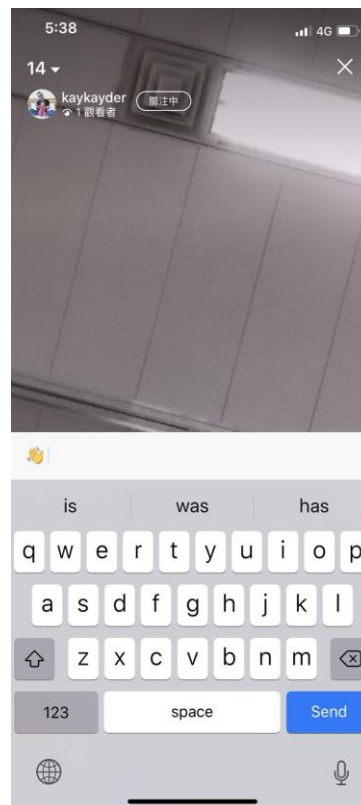 5:38
4G
14
kaykayder
關注中
1 觀看者
is was has
q w e r t y u i o p
a s d f g h j k l
z x c v b n m
123 space Send